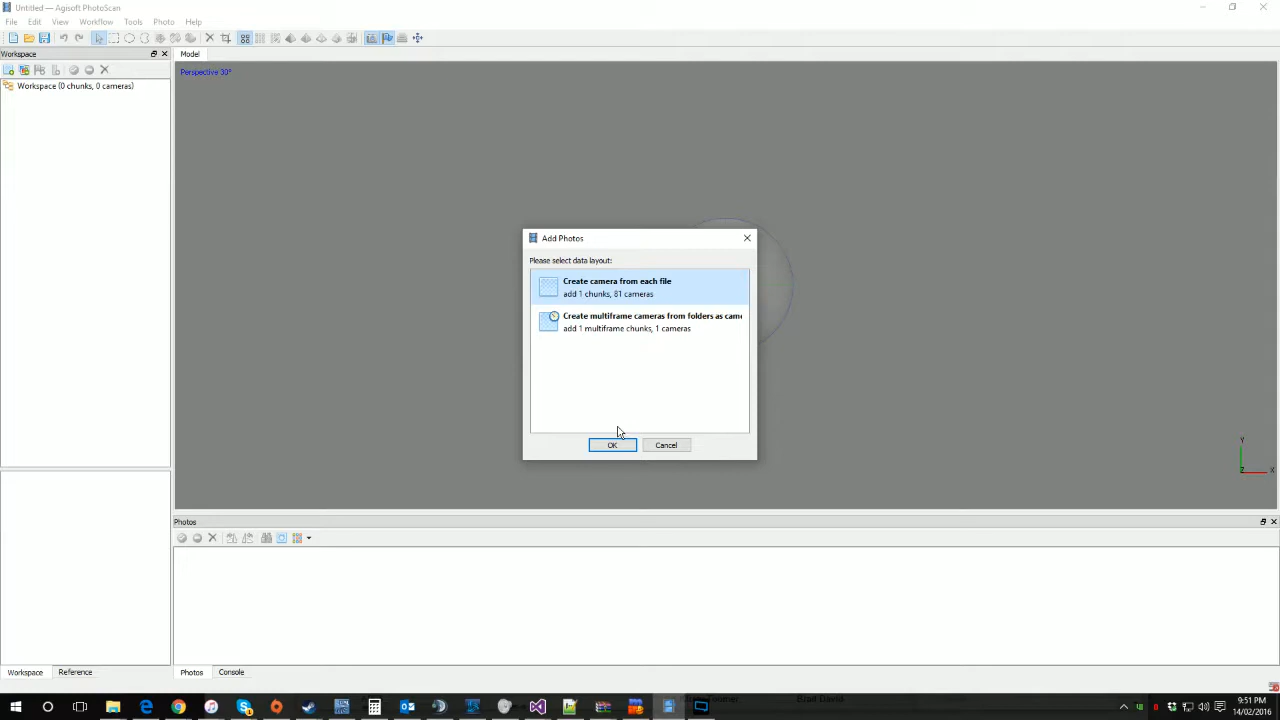 Untitled — Agisoft PhotoScan
File Edit View Workflow Tools Photo Help
Workspace
Model
Workspace (0 chunks, 0 cameras)
Perspective 30°
Add Photos
Please select data layout:
Create camera from each file
add 1 chunks, 81 cameras
Create multiframe cameras from folders as came
add 1 multiframe chunks, 1 cameras
OK Cancel
Y
Z X
Photos
Workspace Reference Photos Console
Brad David
9:51 PM
14/02/2016